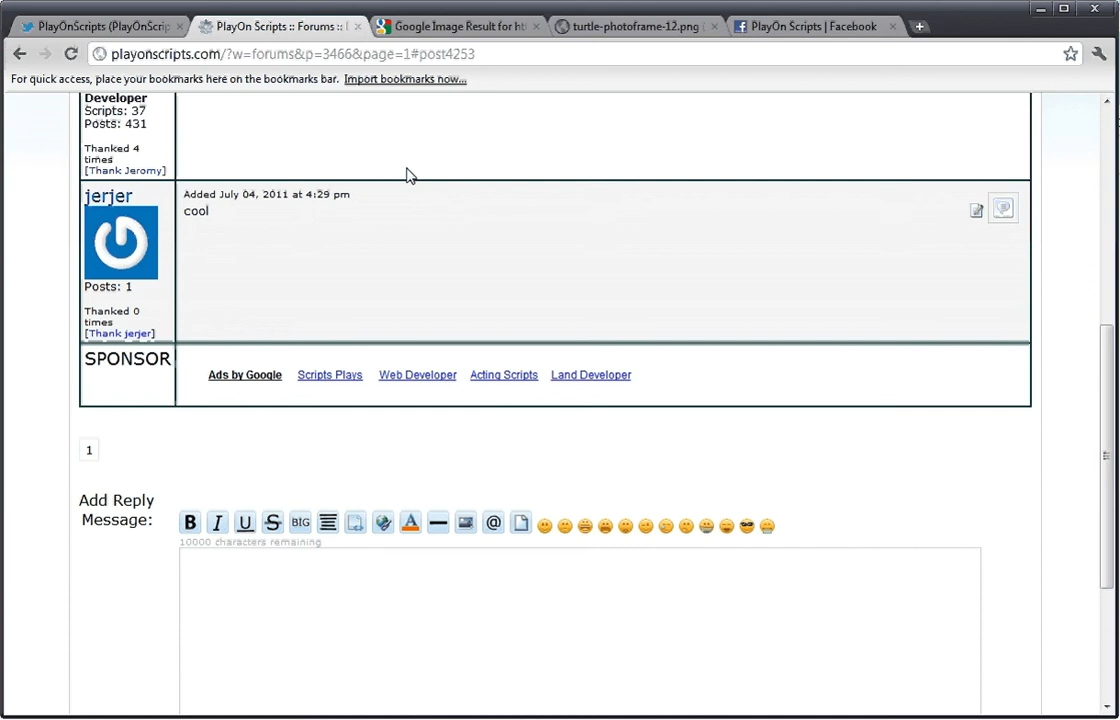 PlayOnScripts (PlayOnScrip
PlayOn Scripts :: Forums ::
Google Image Result for ht
turtle-photoframe-12.png (
PlayOn Scripts | Facebook
playonscripts.com/?w=forums&p=3466&page=1#post4253
For quick access, place your bookmarks here on the bookmarks bar. Import bookmarks now...
Developer
Scripts: 37
Posts: 431
Thanked 4
times
[Thank Jeromy]
jerjer
Added July 04, 2011 at 4:29 pm
cool
Posts: 1
Thanked 0
times
[Thank jerjer]
SPONSOR
Ads by Google Scripts Plays Web Developer Acting Scripts Land Developer
1
Add Reply
Message:
B I U S BIG A @
10000 characters remaining